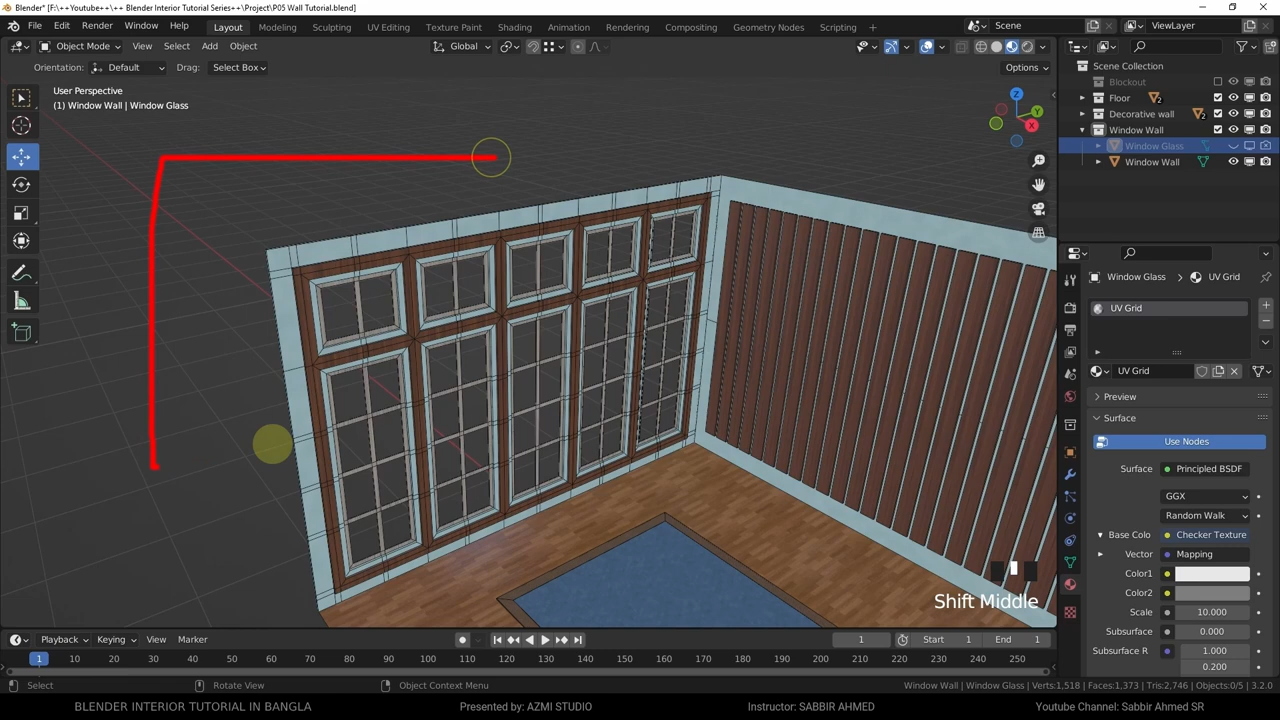 Blender* [F:\++Youtube++\++ Blender Interior Tutorial Series++\Project\P05 Wall Tutorial.blend]
File Edit Render Window Help Layout Modeling Sculpting UV Editing Texture Paint Shading Animation Rendering Compositing Geometry Nodes Scripting + Scene ViewLayer
Object Mode View Select Add Object Global
Orientation: Default Drag: Select Box Options
User Perspective
(1) Window Wall | Window Glass
Scene Collection
Blockout
Floor 2
Decorative wall 2
Window Wall
Window Glass
Window Wall
X
Y
Z
Window Glass > UV Grid
UV Grid
UV Grid
Preview
Surface
Use Nodes
Surface Principled BSDF
GGX
Random Walk
Base Colo Checker Texture
Vector Mapping
Color1
Color2
Scale 10.000
Subsurface 0.000
Subsurface R 1.000
0.200
Shift Middle
Playback Keying View Marker 1 Start 1 End 1
1 10 20 30 40 50 60 70 80 90 100 110 120 130 140 150 160 170 180 190 200 210 220 230 240 250
Select Rotate View Object Context Menu Window Wall | Window Glass | Verts:1,518 | Faces:1,373 | Tris:2,746 | Objects:0/5 | 3.2.0
BLENDER INTERIOR TUTORIAL IN BANGLA Presented by: AZMI STUDIO Instructor: SABBIR AHMED Youtube Channel: Sabbir Ahmed SR